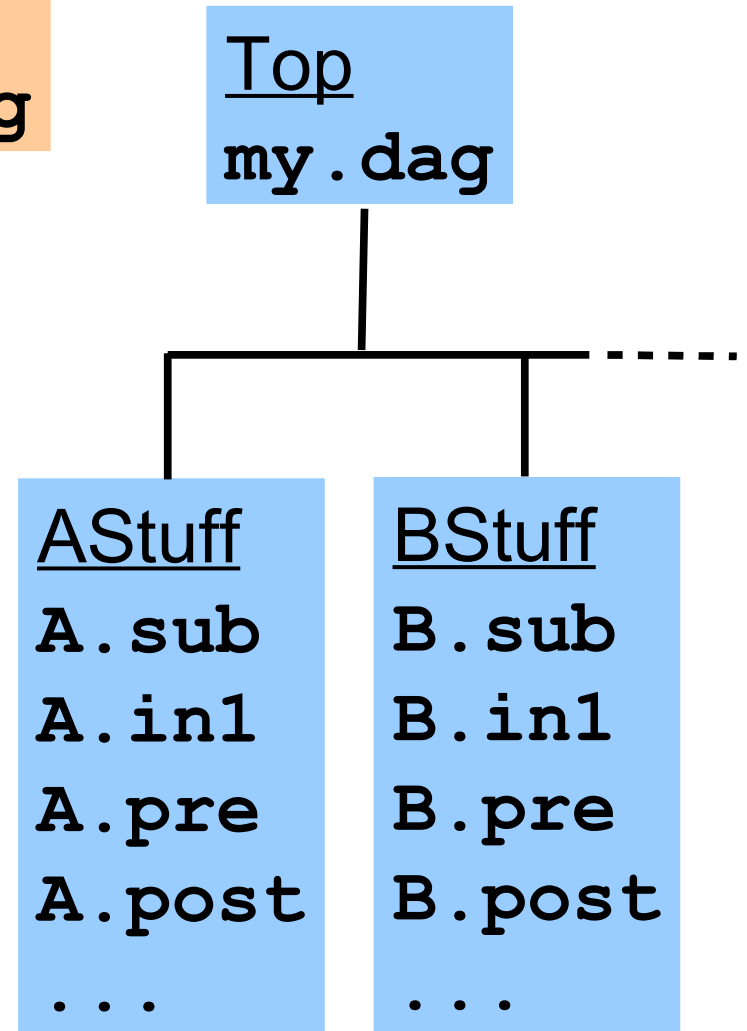 Top
my.dag
AStuff
A.sub
A.in1
A.pre
A.post
...
BStuff
B.sub
B.in1
B.pre
B.post
...